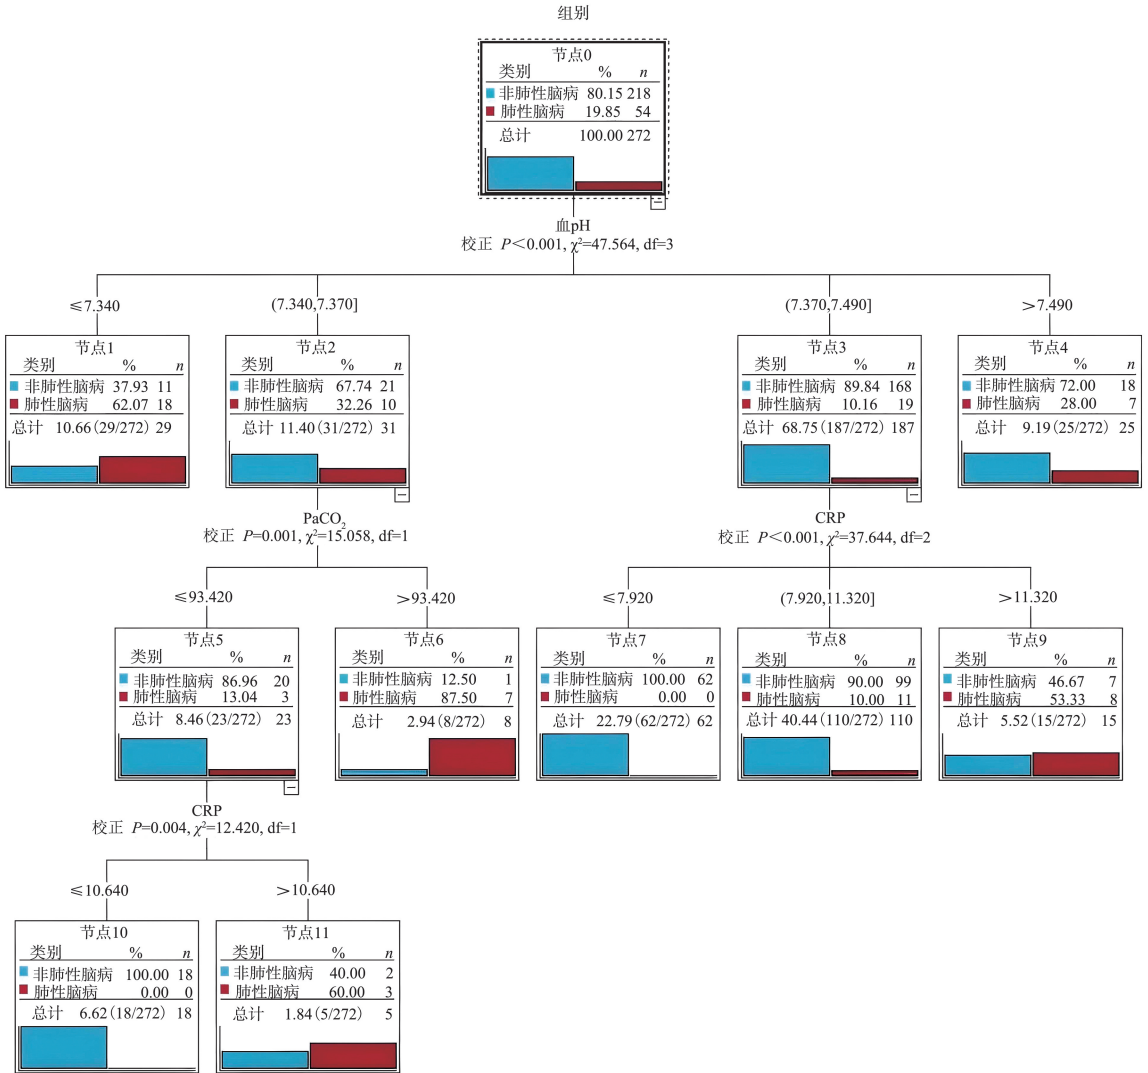 组别
节点0
类别 % n
非肺性脑病 80.15 218
肺性脑病 19.85 54
总计 100.00 272
血pH
校正 P＜0.001, χ²=47.564, df=3
≤7.340
(7.340,7.370]
(7.370,7.490]
＞7.490
节点1
类别 % n
非肺性脑病 37.93 11
肺性脑病 62.07 18
总计 10.66(29/272) 29
节点2
类别 % n
非肺性脑病 67.74 21
肺性脑病 32.26 10
总计 11.40(31/272) 31
节点3
类别 % n
非肺性脑病 89.84 168
肺性脑病 10.16 19
总计 68.75(187/272) 187
节点4
类别 % n
非肺性脑病 72.00 18
肺性脑病 28.00 7
总计 9.19(25/272) 25
PaCO₂
校正 P=0.001, χ²=15.058, df=1
CRP
校正 P＜0.001, χ²=37.644, df=2
≤93.420
＞93.420
≤7.920
(7.920,11.320]
＞11.320
节点5
类别 % n
非肺性脑病 86.96 20
肺性脑病 13.04 3
总计 8.46(23/272) 23
节点6
类别 % n
非肺性脑病 12.50 1
肺性脑病 87.50 7
总计 2.94(8/272) 8
节点7
类别 % n
非肺性脑病 100.00 62
肺性脑病 0.00 0
总计 22.79(62/272) 62
节点8
类别 % n
非肺性脑病 90.00 99
肺性脑病 10.00 11
总计 40.44(110/272) 110
节点9
类别 % n
非肺性脑病 46.67 7
肺性脑病 53.33 8
总计 5.52(15/272) 15
CRP
校正 P=0.004, χ²=12.420, df=1
≤10.640
＞10.640
节点10
类别 % n
非肺性脑病 100.00 18
肺性脑病 0.00 0
总计 6.62(18/272) 18
节点11
类别 % n
非肺性脑病 40.00 2
肺性脑病 60.00 3
总计 1.84(5/272) 5